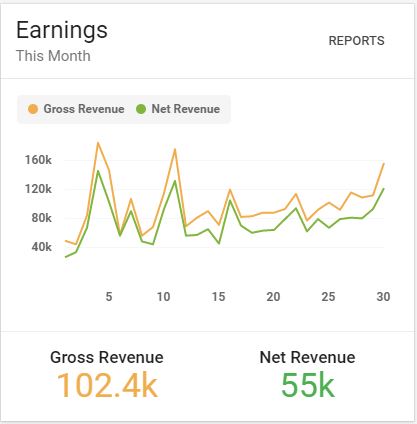 Earnings
REPORTS
This Month
Gross Revenue Net Revenue
160k
120k
80k
40k
5 10 15 20 25 30
Gross Revenue Net Revenue
102.4k 55k